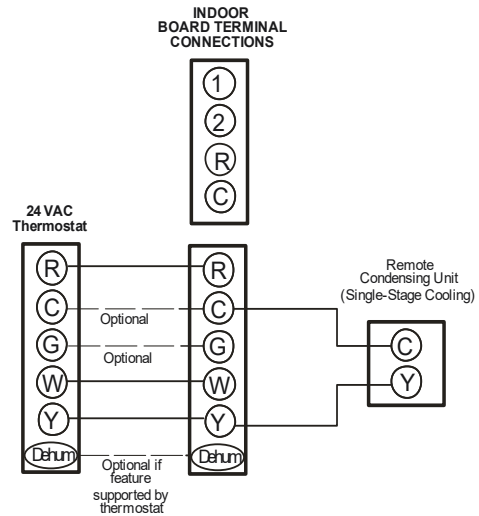 INDOOR
BOARD TERMINAL
CONNECTIONS
1
2
R
C
24 VAC
Thermostat
R
C
G
W
Y
Dehum
Optional
Optional
Optional if
feature
supported by
thermostat
R
C
G
W
Y
Dehum
Remote
Condensing Unit
(Single-Stage Cooling)
C
Y